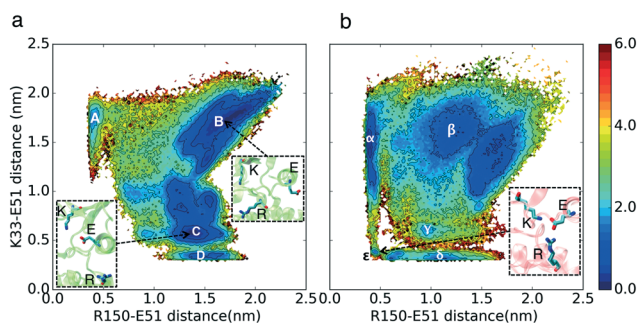 a
b
2.5
2.0
1.5
1.0
0.5
0.0
K33-E51 distance (nm)
A
B
C
D
K
E
R
K
E
R
0.0 0.5 1.0 1.5 2.0 2.5
R150-E51 distance(nm)
α
β
γ
ε
δ
K
E
R
0.0 0.5 1.0 1.5 2.0 2.5
R150-E51 distance(nm)
6.0
4.0
2.0
0.0